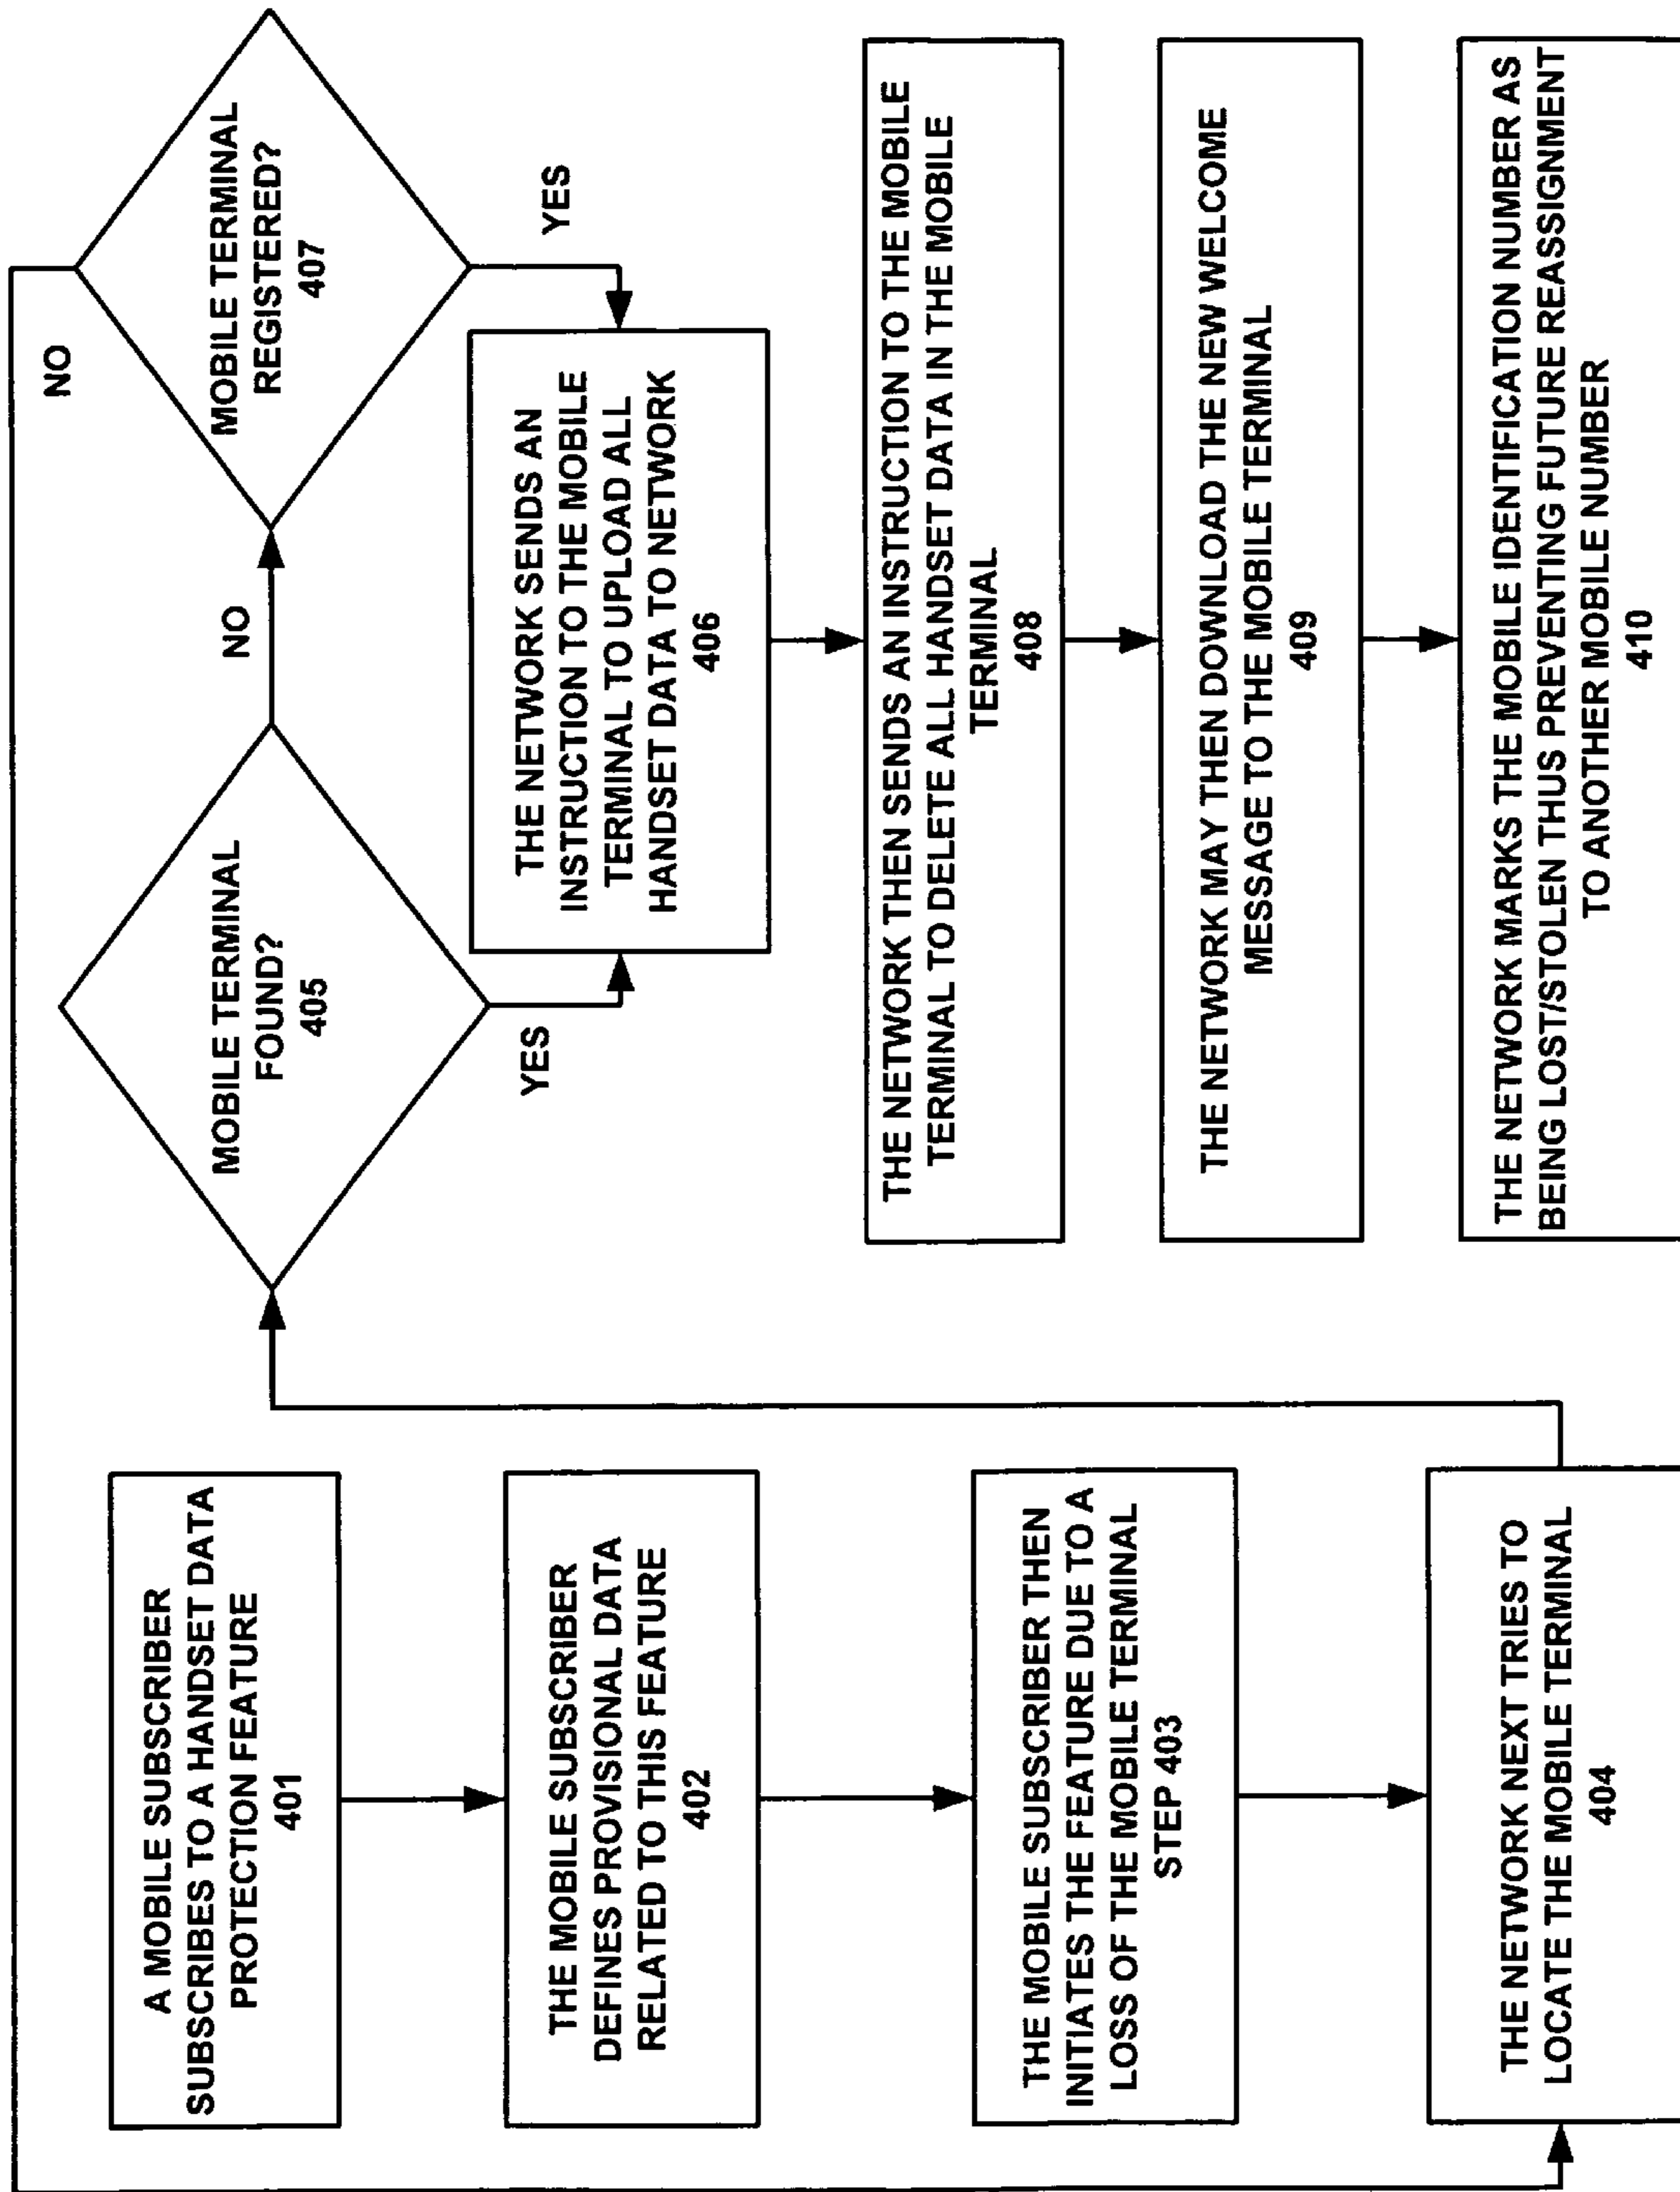 A MOBILE SUBSCRIBER
SUBSCRIBES TO A HANDSET DATA
PROTECTION FEATURE
401
THE MOBILE SUBSCRIBER
DEFINES PROVISIONAL DATA
RELATED TO THIS FEATURE
402
THE MOBILE SUBSCRIBER THEN
INITIATES THE FEATURE DUE TO A
LOSS OF THE MOBILE TERMINAL
STEP 403
THE NETWORK NEXT TRIES TO
LOCATE THE MOBILE TERMINAL
404
MOBILE TERMINAL
FOUND?
405
YES
NO
MOBILE TERMINAL
REGISTERED?
407
NO
YES
THE NETWORK SENDS AN
INSTRUCTION TO THE MOBILE
TERMINAL TO UPLOAD ALL
HANDSET DATA TO NETWORK
406
THE NETWORK THEN SENDS AN INSTRUCTION TO THE MOBILE
TERMINAL TO DELETE ALL HANDSET DATA IN THE MOBILE
TERMINAL
408
THE NETWORK MAY THEN DOWNLOAD THE NEW WELCOME
MESSAGE TO THE MOBILE TERMINAL
409
THE NETWORK MARKS THE MOBILE IDENTIFICATION NUMBER AS
BEING LOST/STOLEN THUS PREVENTING FUTURE REASSIGNMENT
TO ANOTHER MOBILE NUMBER
410